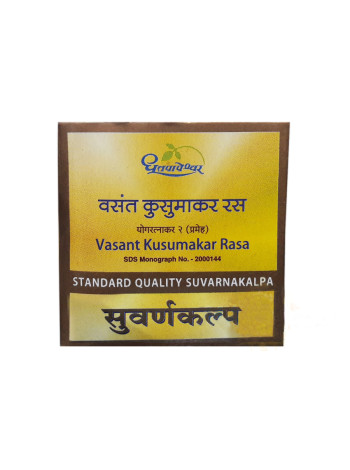 धूतपापेश्वर
वसंत कुसुमाकर रस
योगरत्नाकर २ (प्रमेह)
Vasant Kusumakar Rasa
SDS Monograph No. - 2000144
STANDARD QUALITY SUVARNAKALPA
सुवर्णकल्प